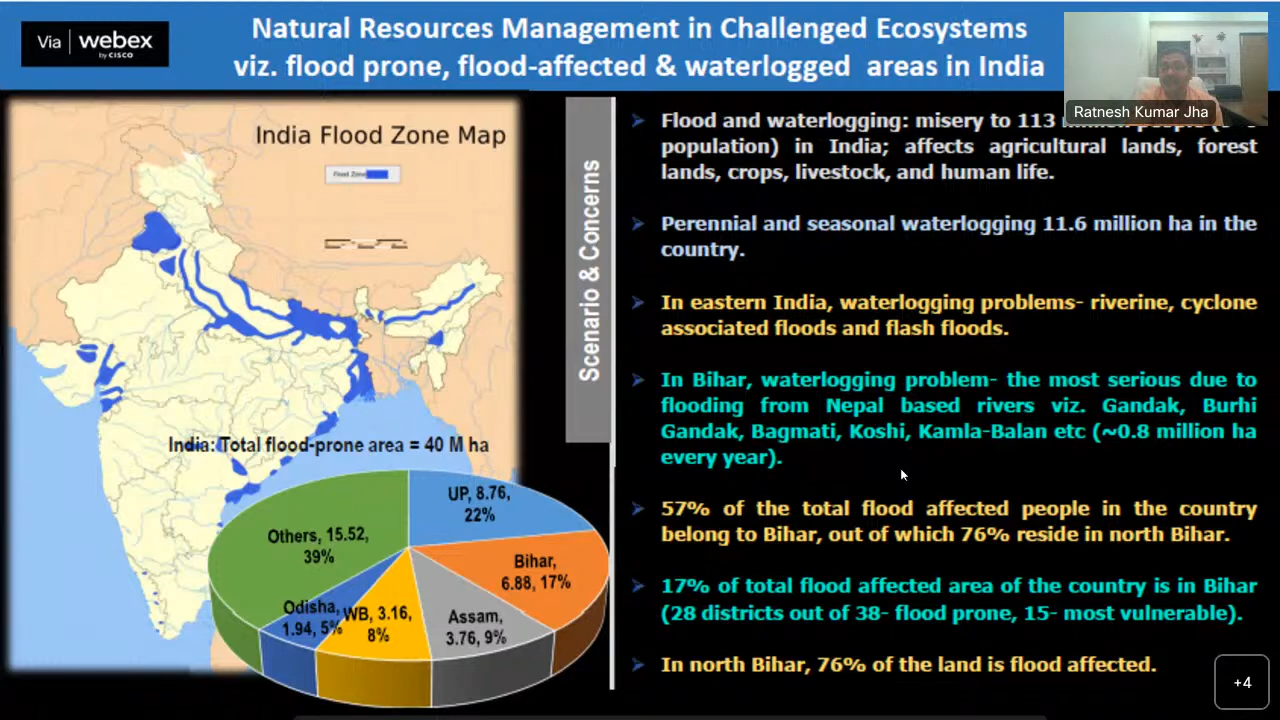 Via webex
by CISCO
Natural Resources Management in Challenged Ecosystems
viz. flood prone, flood-affected & waterlogged areas in India
Ratnesh Kumar Jha
India Flood Zone Map
Flood Zone
Scenario & Concerns
Flood and waterlogging: misery to 113
population) in India; affects agricultural lands, forest
lands, crops, livestock, and human life.
Perennial and seasonal waterlogging 11.6 million ha in the
country.
In eastern India, waterlogging problems- riverine, cyclone
associated floods and flash floods.
In Bihar, waterlogging problem- the most serious due to
flooding from Nepal based rivers viz. Gandak, Burhi
Gandak, Bagmati, Koshi, Kamla-Balan etc (~0.8 million ha
every year).
57% of the total flood affected people in the country
belong to Bihar, out of which 76% reside in north Bihar.
17% of total flood affected area of the country is in Bihar
(28 districts out of 38- flood prone, 15- most vulnerable).
In north Bihar, 76% of the land is flood affected.
India: Total flood-prone area = 40 M ha
UP, 8.76,
22%
Bihar,
6.88, 17%
Assam,
3.76, 9%
WB, 3.16,
8%
Odisha,
1.94, 5%
Others, 15.52,
39%
+4